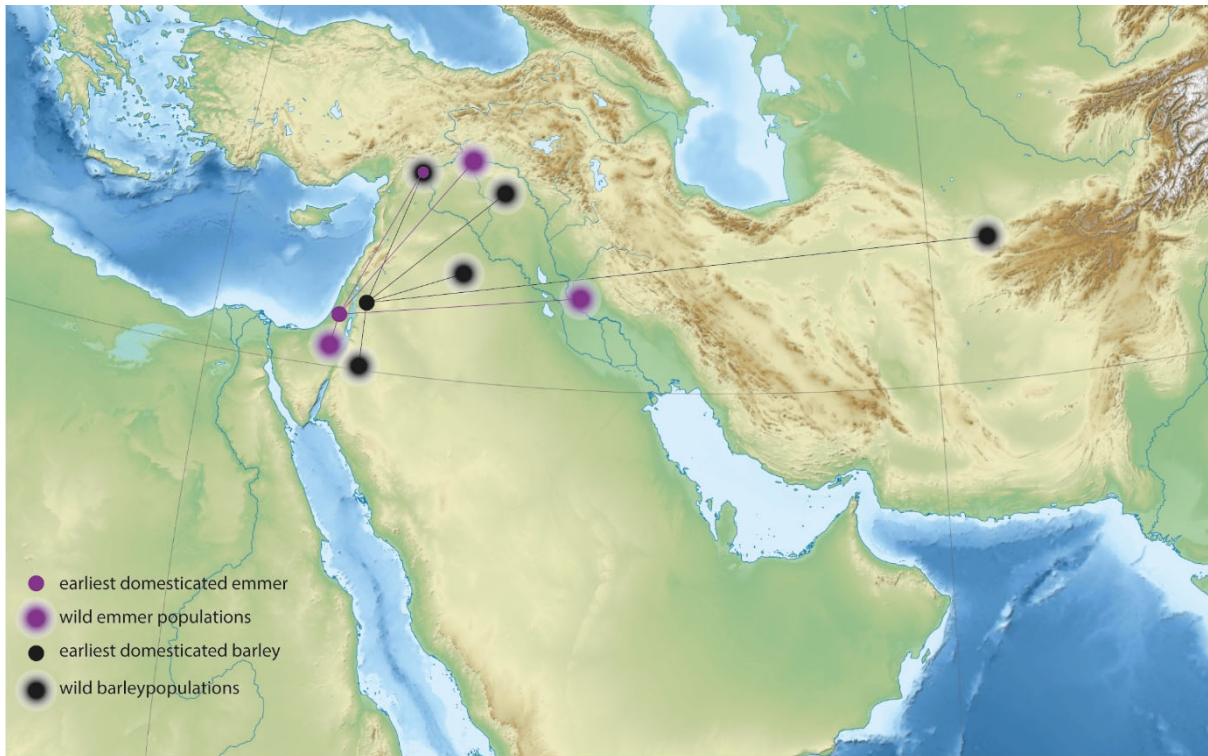 earliest domesticated emmer
wild emmer populations
earliest domesticated barley
wild barleypopulations